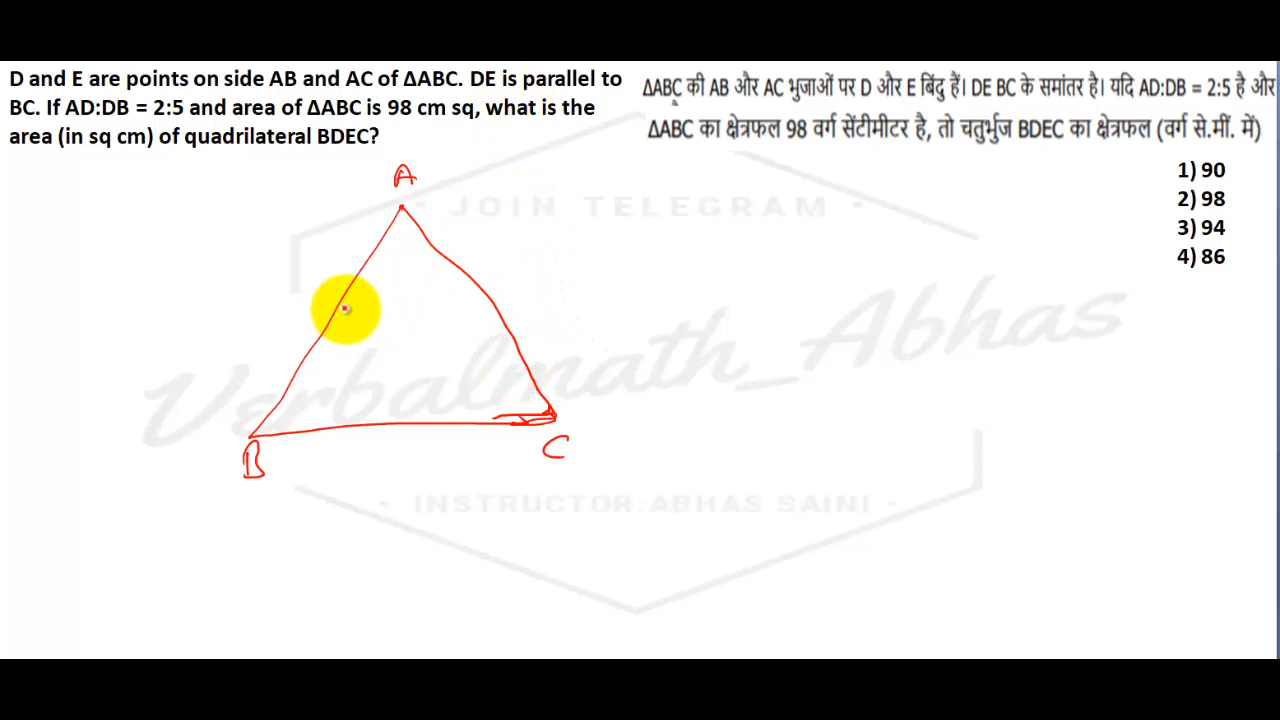 D and E are points on side AB and AC of ΔABC. DE is parallel to
BC. If AD:DB = 2:5 and area of ΔABC is 98 cm sq, what is the
area (in sq cm) of quadrilateral BDEC?
ΔABC की AB और AC भुजाओं पर D और E बिंदु हैं। DE BC के समांतर है। यदि AD:DB = 2:5 है और
ΔABC का क्षेत्रफल 98 वर्ग सेंटीमीटर है, तो चतुर्भुज BDEC का क्षेत्रफल (वर्ग से.मीं. में)
1) 90
2) 98
3) 94
4) 86
A
B
C
· JOIN TELEGRAM ·
Verbalmath_Abhas
· INSTRUCTOR:ABHAS SAINI ·